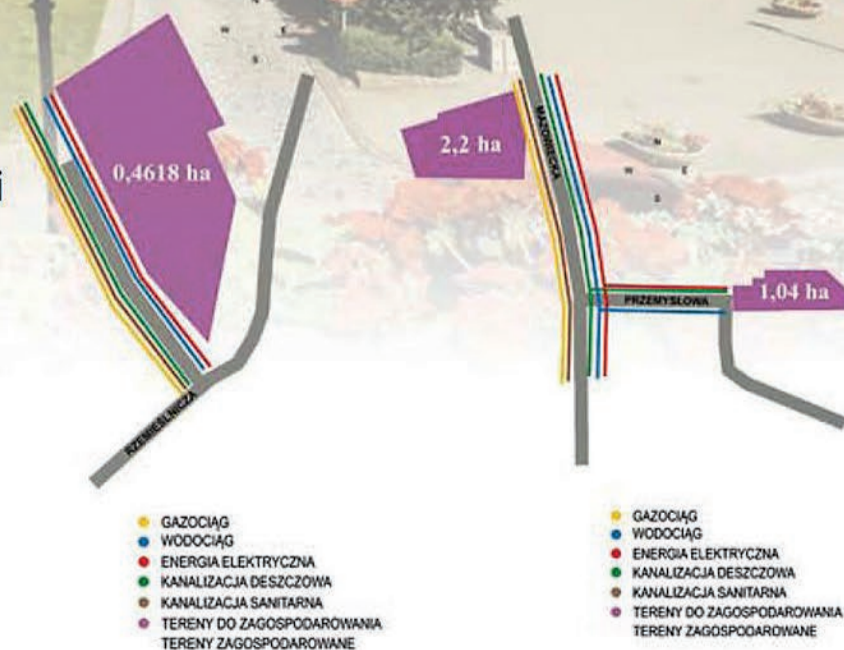 N
W E
S
0,4618 ha
RZEMIEŚLNICZA
GAZOCIĄG
WODOCIĄG
ENERGIA ELEKTRYCZNA
KANALIZACJA DESZCZOWA
KANALIZACJA SANITARNA
TERENY DO ZAGOSPODAROWANIA
TERENY ZAGOSPODAROWANE
2,2 ha
MAZOWIECKA
N
W E
S
PRZEMYSŁOWA
1,04 ha
GAZOCIĄG
WODOCIĄG
ENERGIA ELEKTRYCZNA
KANALIZACJA DESZCZOWA
KANALIZACJA SANITARNA
TERENY DO ZAGOSPODAROWANIA
TERENY ZAGOSPODAROWANE